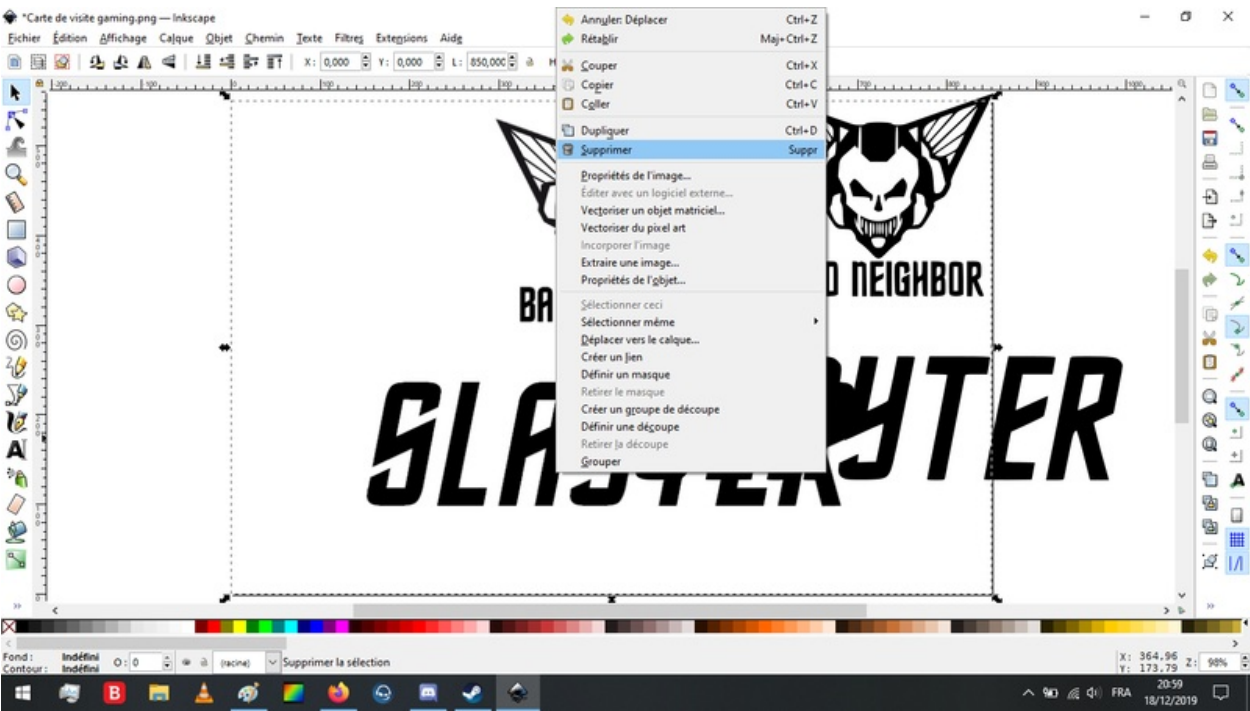 *Carte de visite gaming.png — Inkscape
Fichier Édition Affichage Calque Objet Chemin Texte Filtres Extensions Aide
X: 0,000 Y: 0,000 L: 850,000 H
Annuler: Déplacer Ctrl+Z
Rétablir Maj+Ctrl+Z
Couper Ctrl+X
Copier Ctrl+C
Coller Ctrl+V
Dupliquer Ctrl+D
Supprimer Suppr
Propriétés de l'image...
Éditer avec un logiciel externe...
Vectoriser un objet matriciel...
Vectoriser du pixel art
Incorporer l'image
Extraire une image...
Propriétés de l'objet...
Sélectionner ceci
Sélectionner même
Déplacer vers le calque...
Créer un lien
Définir un masque
Retirer le masque
Créer un groupe de découpe
Définir une découpe
Retirer la découpe
Grouper
BA
D NEIGHBOR
SLA
YTER
Fond: Indéfini
Contour: Indéfini
O: 0 (racine) Supprimer la sélection
X: 364,96
Y: 173,79
Z: 98%
FRA
20:59
18/12/2019